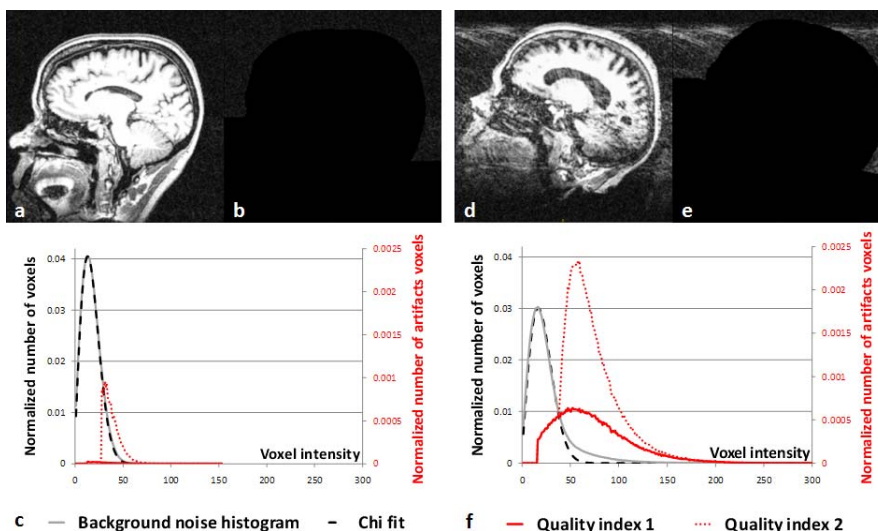 a
b
d
e
Normalized number of voxels
0.04
0.03
0.02
0.01
0
Normalized number of artifacts voxels
0.0025
0.002
0.0015
0.001
0.0005
0
Voxel intensity
0 50 100 150 200 250 300
Normalized number of voxels
0.04
0.03
0.02
0.01
0
Normalized number of artifacts voxels
0.0025
0.002
0.0015
0.001
0.0005
0
Voxel intensity
0 50 100 150 200 250 300
c Background noise histogram Chi fit f Quality index 1 Quality index 2